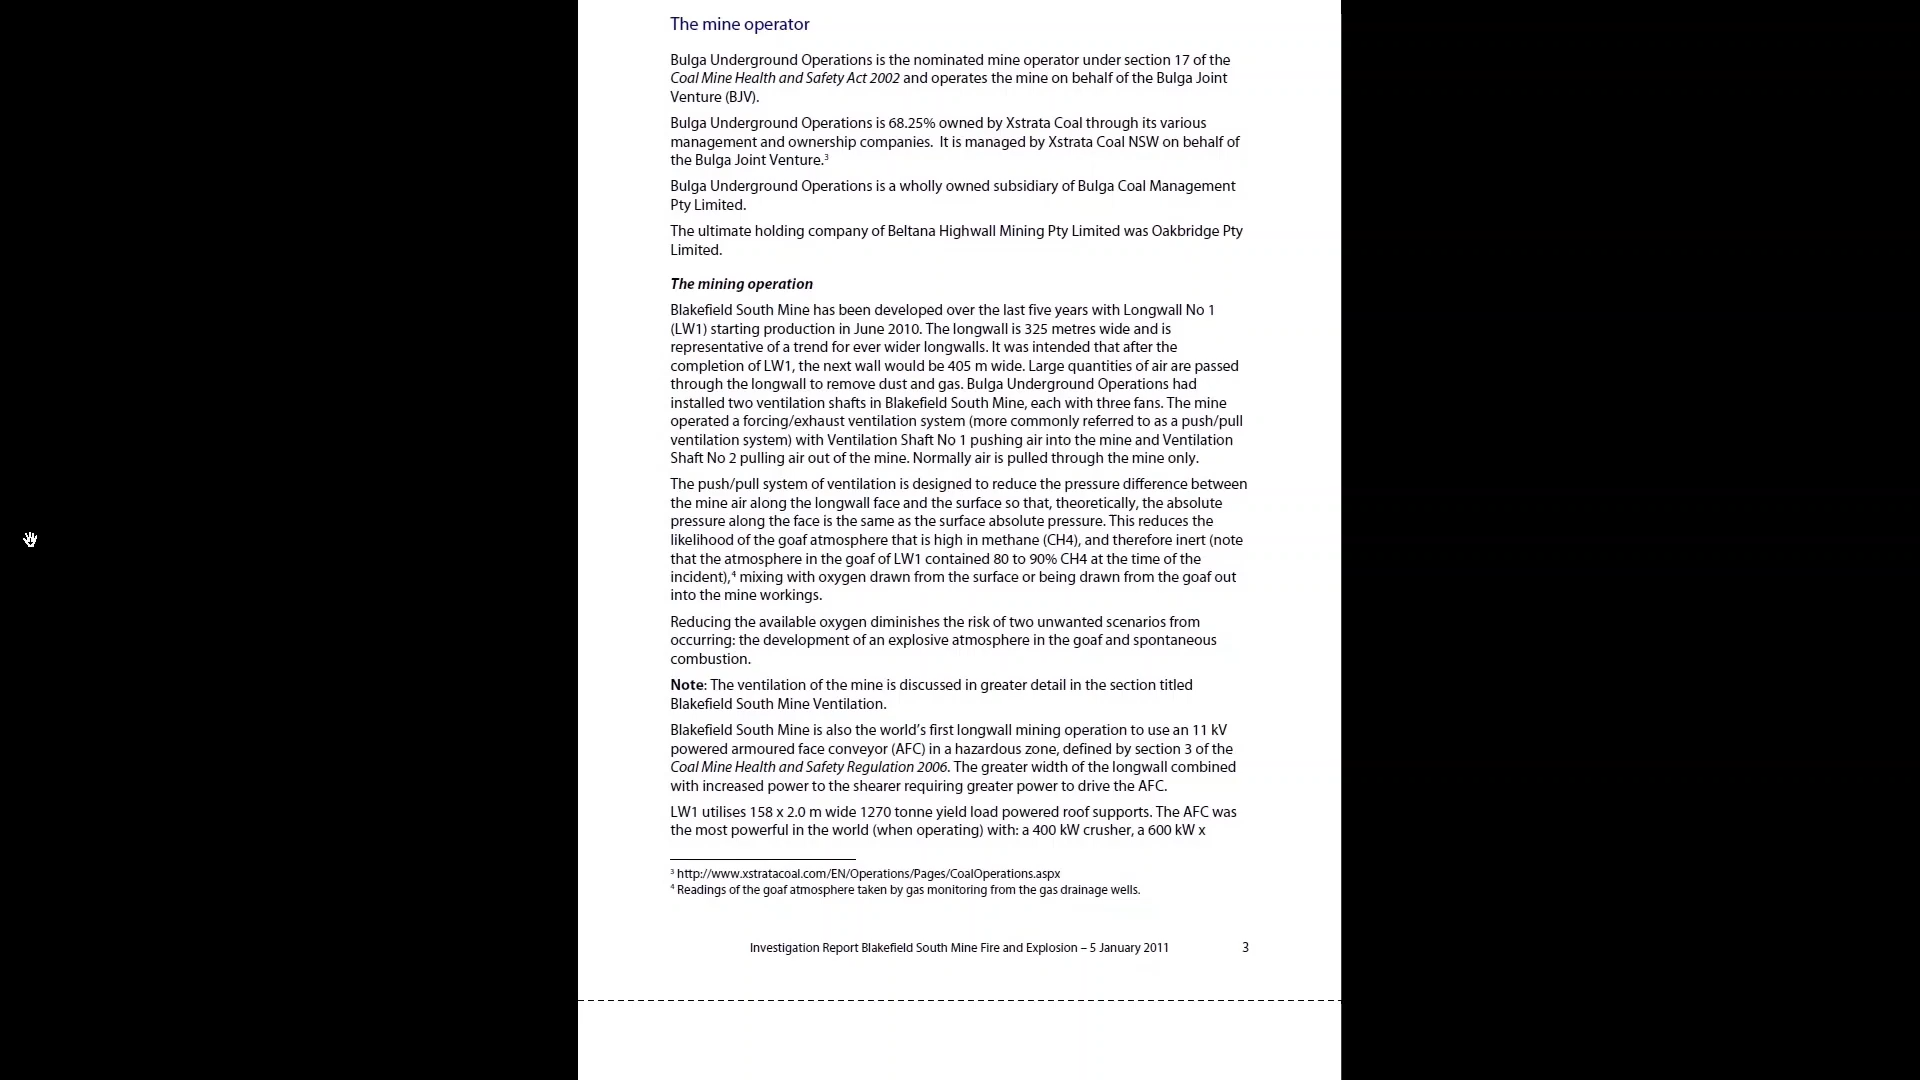 The mine operator
Bulga Underground Operations is the nominated mine operator under section 17 of the
Coal Mine Health and Safety Act 2002 and operates the mine on behalf of the Bulga Joint
Venture (BJV).
Bulga Underground Operations is 68.25% owned by Xstrata Coal through its various
management and ownership companies.  It is managed by Xstrata Coal NSW on behalf of
the Bulga Joint Venture.³
Bulga Underground Operations is a wholly owned subsidiary of Bulga Coal Management
Pty Limited.
The ultimate holding company of Beltana Highwall Mining Pty Limited was Oakbridge Pty
Limited.
The mining operation
Blakefield South Mine has been developed over the last five years with Longwall No 1
(LW1) starting production in June 2010. The longwall is 325 metres wide and is
representative of a trend for ever wider longwalls. It was intended that after the
completion of LW1, the next wall would be 405 m wide. Large quantities of air are passed
through the longwall to remove dust and gas. Bulga Underground Operations had
installed two ventilation shafts in Blakefield South Mine, each with three fans. The mine
operated a forcing/exhaust ventilation system (more commonly referred to as a push/pull
ventilation system) with Ventilation Shaft No 1 pushing air into the mine and Ventilation
Shaft No 2 pulling air out of the mine. Normally air is pulled through the mine only.
The push/pull system of ventilation is designed to reduce the pressure difference between
the mine air along the longwall face and the surface so that, theoretically, the absolute
pressure along the face is the same as the surface absolute pressure. This reduces the
likelihood of the goaf atmosphere that is high in methane (CH4), and therefore inert (note
that the atmosphere in the goaf of LW1 contained 80 to 90% CH4 at the time of the
incident),⁴ mixing with oxygen drawn from the surface or being drawn from the goaf out
into the mine workings.
Reducing the available oxygen diminishes the risk of two unwanted scenarios from
occurring: the development of an explosive atmosphere in the goaf and spontaneous
combustion.
Note: The ventilation of the mine is discussed in greater detail in the section titled
Blakefield South Mine Ventilation.
Blakefield South Mine is also the world’s first longwall mining operation to use an 11 kV
powered armoured face conveyor (AFC) in a hazardous zone, defined by section 3 of the
Coal Mine Health and Safety Regulation 2006. The greater width of the longwall combined
with increased power to the shearer requiring greater power to drive the AFC.
LW1 utilises 158 x 2.0 m wide 1270 tonne yield load powered roof supports. The AFC was
the most powerful in the world (when operating) with: a 400 kW crusher, a 600 kW x
³ http://www.xstratacoal.com/EN/Operations/Pages/CoalOperations.aspx
⁴ Readings of the goaf atmosphere taken by gas monitoring from the gas drainage wells.
Investigation Report Blakefield South Mine Fire and Explosion – 5 January 2011 3